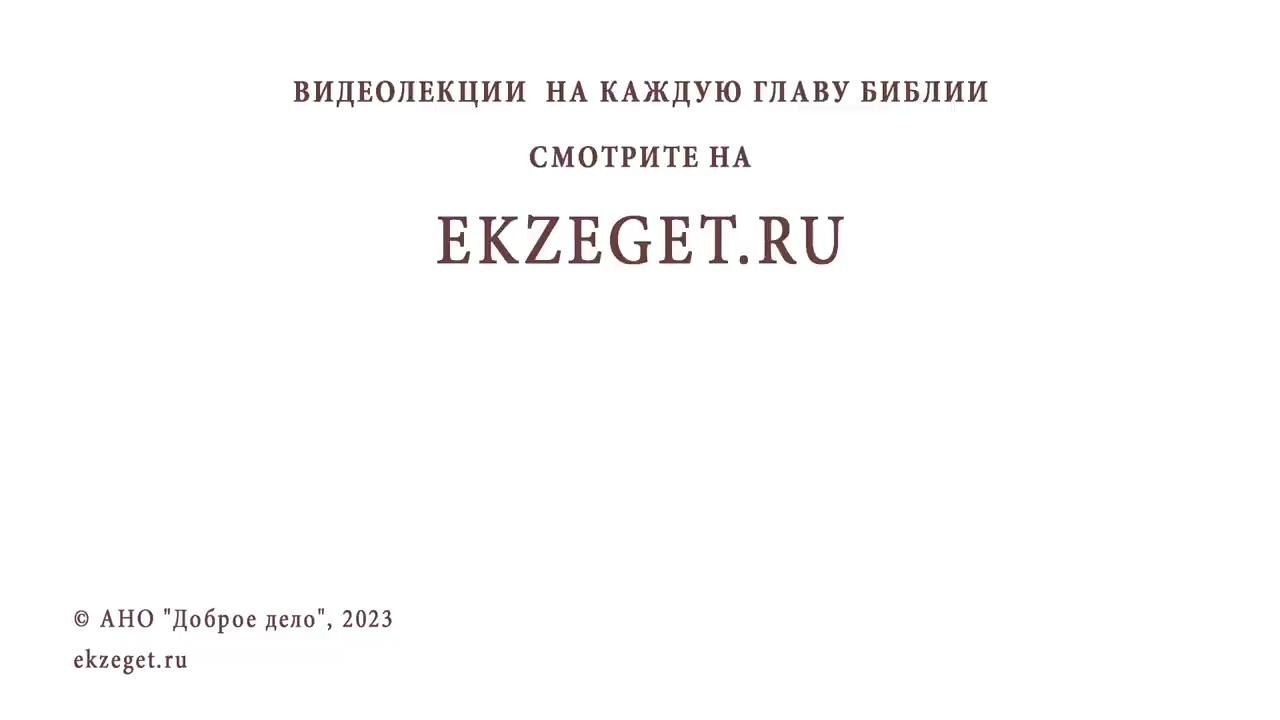 ВИДЕОЛЕКЦИИ НА КАЖДУЮ ГЛАВУ БИБЛИИ
СМОТРИТЕ НА
EKZEGET.RU
© АНО "Доброе дело", 2023
ekzeget.ru